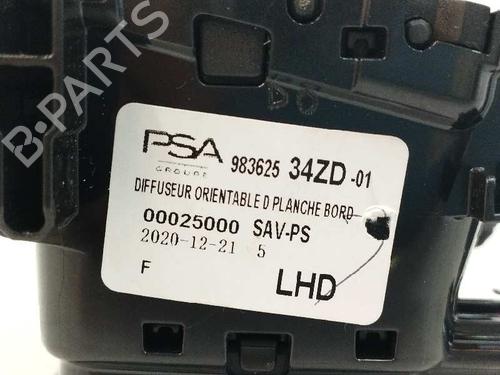 B-PARTS
PSA 983625 34ZD -01
GROUPE
DIFFUSEUR ORIENTABLE D PLANCHE BORD
00025000 SAV-PS
2020-12-21 5
F LHD